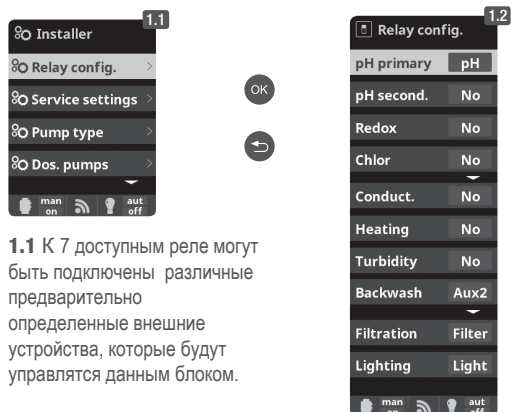 1.1
Installer
Relay config.
Service settings
Pump type
Dos. pumps
man on
aut off
OK
1.1 К 7 доступным реле могут
быть подключены различные
предварительно
определенные внешние
устройства, которые будут
управлятся данным блоком.
1.2
Relay config.
pH primary pH
pH second. No
Redox No
Chlor No
Conduct. No
Heating No
Turbidity No
Backwash Aux2
Filtration Filter
Lighting Light
man on
aut off